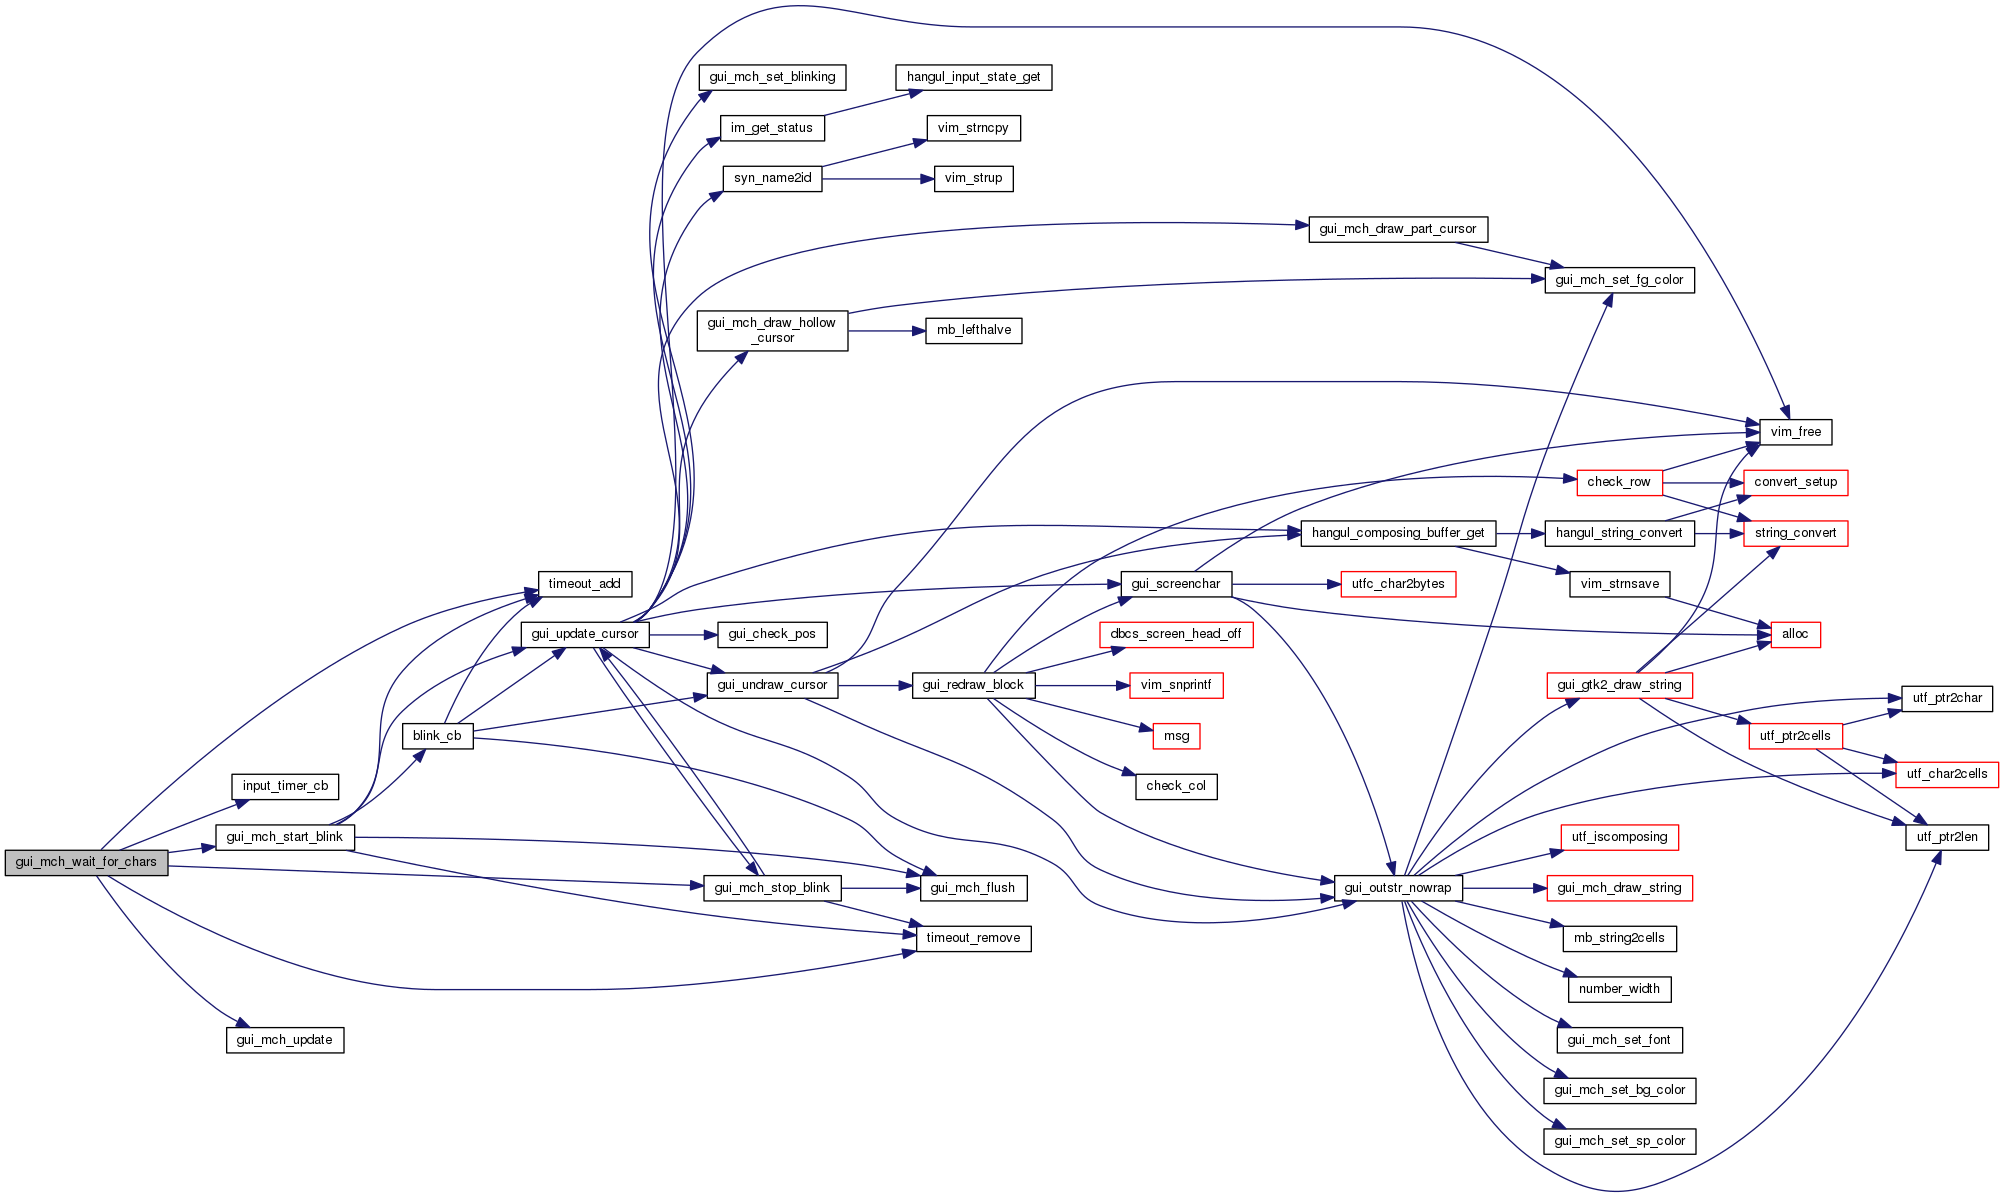 gui_mch_set_blinking
hangul_input_state_get
im_get_status
vim_strncpy
syn_name2id
vim_strup
gui_mch_draw_part_cursor
gui_mch_set_fg_color
gui_mch_draw_hollow
_cursor
mb_lefthalve
vim_free
check_row
convert_setup
hangul_composing_buffer_get
hangul_string_convert
string_convert
timeout_add
gui_screenchar
utfc_char2bytes
vim_strnsave
gui_update_cursor
gui_check_pos
dbcs_screen_head_off
alloc
gui_undraw_cursor
gui_redraw_block
vim_snprintf
gui_gtk2_draw_string
utf_ptr2char
blink_cb
msg
utf_ptr2cells
input_timer_cb
check_col
utf_char2cells
gui_mch_start_blink
utf_iscomposing
utf_ptr2len
gui_mch_wait_for_chars
gui_mch_stop_blink
gui_mch_flush
gui_outstr_nowrap
gui_mch_draw_string
timeout_remove
mb_string2cells
number_width
gui_mch_update
gui_mch_set_font
gui_mch_set_bg_color
gui_mch_set_sp_color